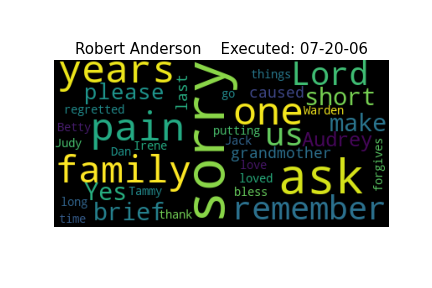 Robert Anderson    Executed: 07-20-06
years
Lord
things
please
last
go
caused
short
regretted
one
Warden
pain
make
Betty
putting
us
Judy
Irene
Jack
Audrey
Dan
sorry
grandmother
family
love
forgives
ask
Yes
Tammy
loved
bless
long
brief
thank
remember
time